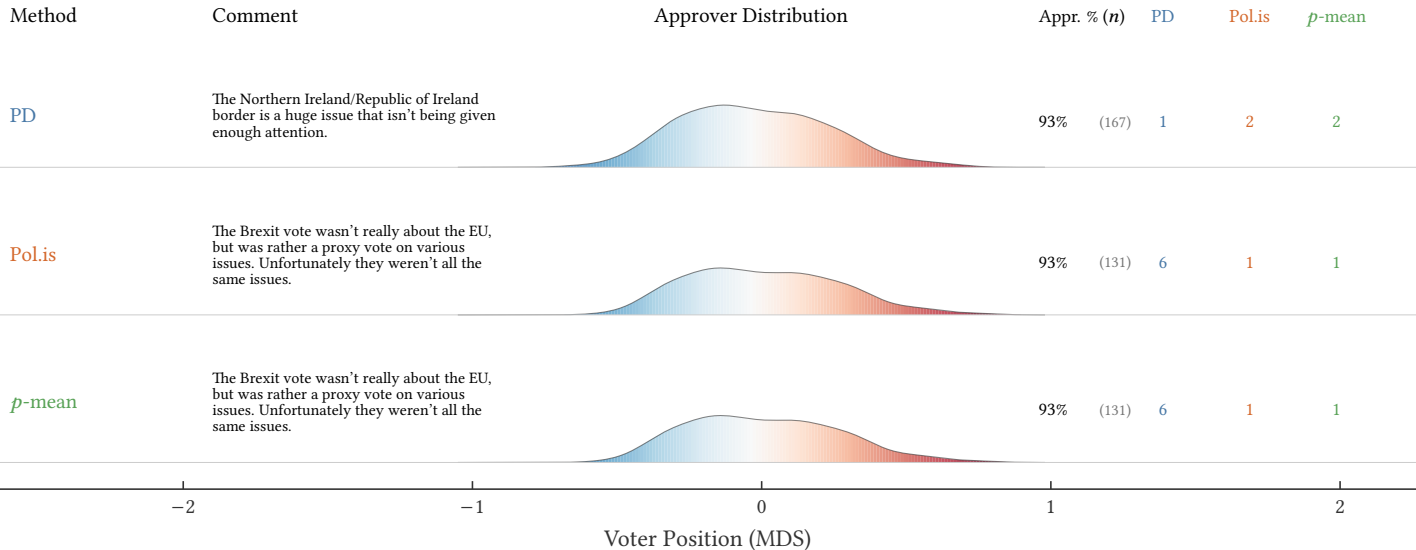 Method Comment Approver Distribution Appr. % (n) PD Pol.is p-mean
The Northern Ireland/Republic of Ireland
border is a huge issue that isn't being given
enough attention.
PD 93% (167) 1 2 2
The Brexit vote wasn't really about the EU,
but was rather a proxy vote on various
issues. Unfortunately they weren't all the
same issues.
Pol.is 93% (131) 6 1 1
The Brexit vote wasn't really about the EU,
but was rather a proxy vote on various
issues. Unfortunately they weren't all the
same issues.
p-mean 93% (131) 6 1 1
−2 −1 0 1 2
Voter Position (MDS)